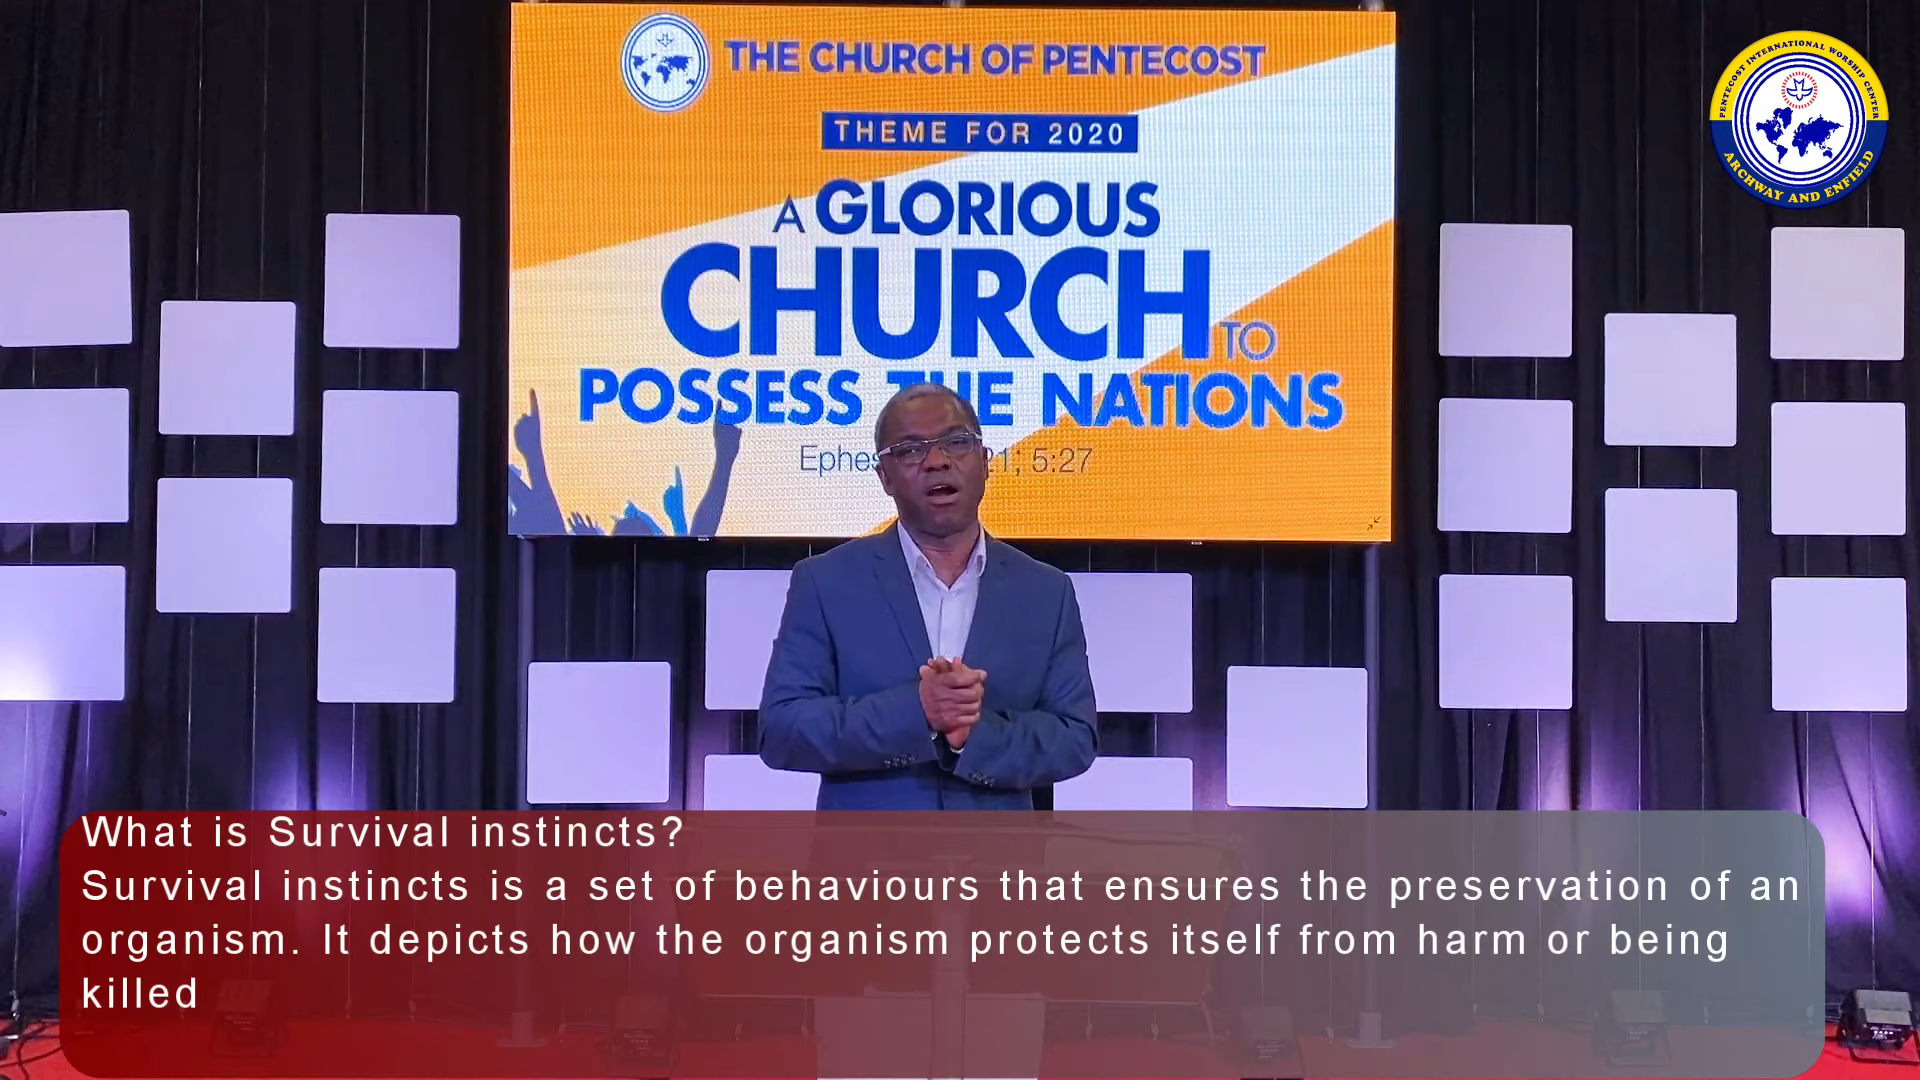 THE CHURCH OF PENTECOST
THEME FOR 2020
A GLORIOUS
CHURCH TO
POSSESS THE NATIONS
21; 5:27
PENTECOST INTERNATIONAL WORSHIP CENTER
ARCHWAY AND ENFIELD
What is Survival instincts?
Survival instincts is a set of behaviours that ensures the preservation of an
organism. It depicts how the organism protects itself from harm or being
killed